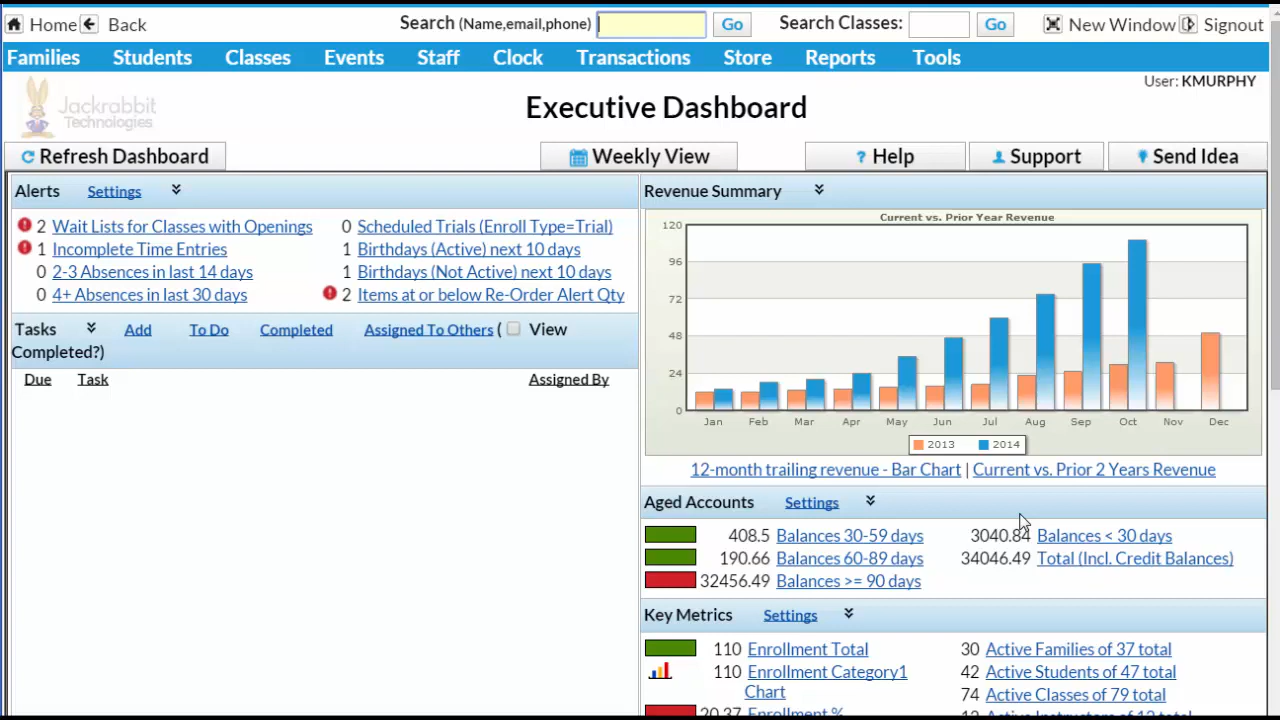 Home Back Search (Name,email,phone) Go Search Classes: Go New Window Signout
Families Students Classes Events Staff Clock Transactions Store Reports Tools
User: KMURPHY
Jackrabbit
Technologies
Executive Dashboard
Refresh Dashboard Weekly View ? Help Support Send Idea
Alerts Settings
2 Wait Lists for Classes with Openings 0 Scheduled Trials (Enroll Type=Trial)
1 Incomplete Time Entries 1 Birthdays (Active) next 10 days
0 2-3 Absences in last 14 days 1 Birthdays (Not Active) next 10 days
0 4+ Absences in last 30 days 2 Items at or below Re-Order Alert Qty
Tasks Add To Do Completed Assigned To Others ( View
Completed?)
Due Task Assigned By
Revenue Summary
Current vs. Prior Year Revenue
120
96
72
48
24
0
Jan Feb Mar Apr May Jun Jul Aug Sep Oct Nov Dec
2013 2014
12-month trailing revenue - Bar Chart | Current vs. Prior 2 Years Revenue
Aged Accounts Settings
408.5 Balances 30-59 days 3040.84 Balances < 30 days
190.66 Balances 60-89 days 34046.49 Total (Incl. Credit Balances)
32456.49 Balances >= 90 days
Key Metrics Settings
110 Enrollment Total 30 Active Families of 37 total
110 Enrollment Category1 42 Active Students of 47 total
Chart 74 Active Classes of 79 total
20.37 Enrollment % 12 Active Instructors of 12 total